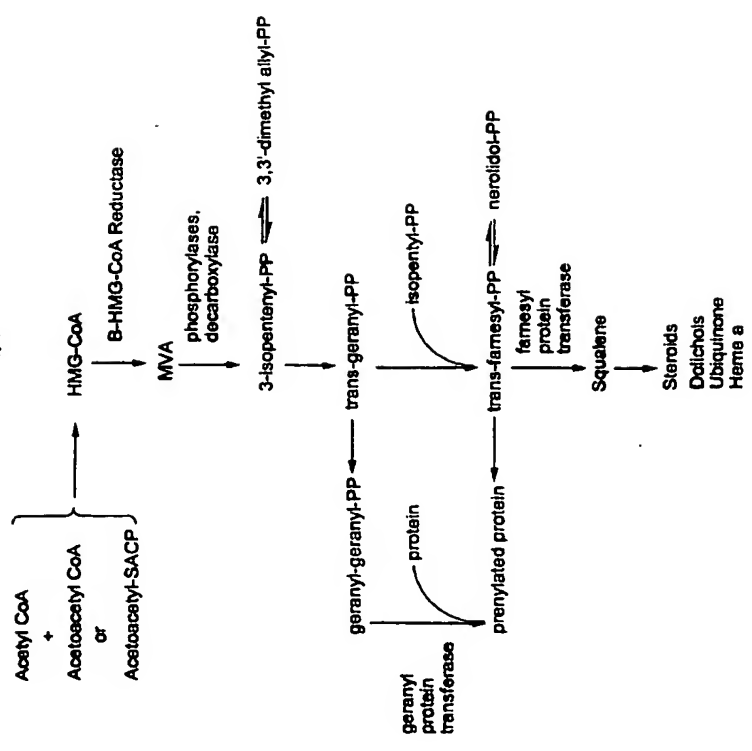 Acetyl CoA
+
Acetoacetyl CoA
or
Acetoacetyl-SACP
HMG-CoA
B-HMG-CoA Reductase
MVA
phosphorylases,
decarboxylase
3-isopentenyl-PP
3,3'-dimethyl allyl-PP
trans-geranyl-PP
geranyl-geranyl-PP
isopentyl-PP
protein
geranyl
protein
transferase
prenylated protein
trans-farnesyl-PP
nerolidol-PP
farnesyl
protein
transferase
Squalene
Steroids
Dolichols
Ubiquinone
Heme a